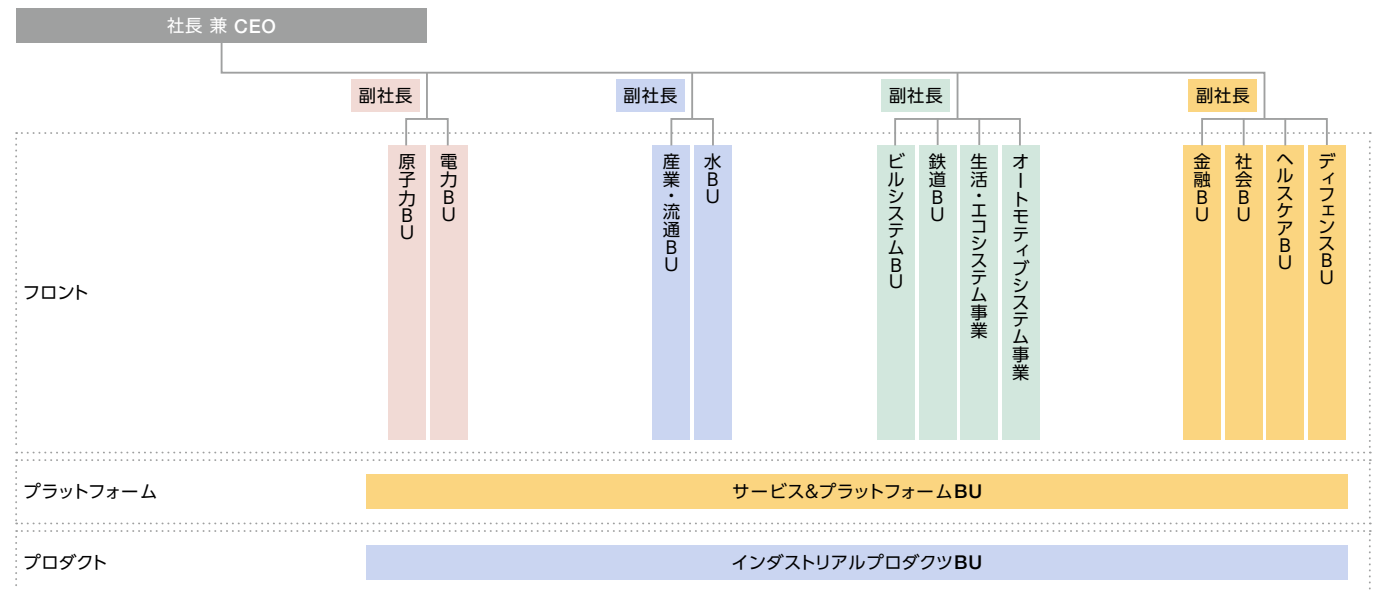 社長 兼 CEO
副社長
副社長
副社長
副社長
フロント
原子力BU
電力BU
産業・流通BU
水BU
ビルシステムBU
鉄道BU
生活・エコシステム事業
オートモティブシステム事業
金融BU
社会BU
ヘルスケアBU
ディフェンスBU
プラットフォーム
サービス&プラットフォームBU
プロダクト
インダストリアルプロダクツBU